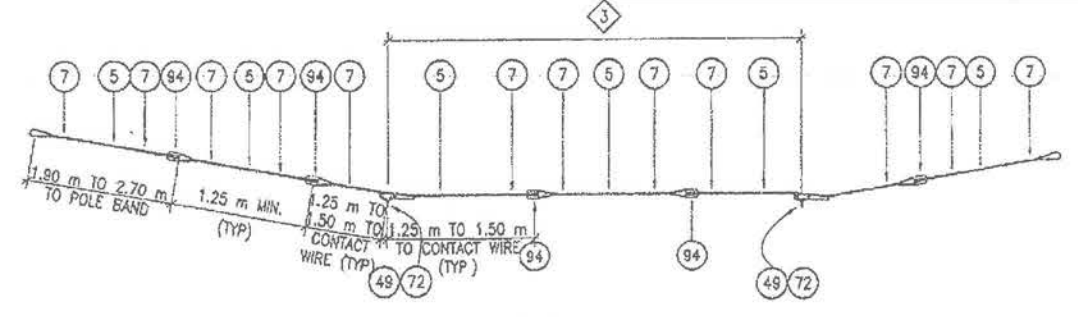 3
7 5 7 94 7 5 7 94 7 5 7 7 5 7 7 5 7 94 7 5 7
1.90 m TO 2.70 m
TO POLE BAND
1.25 m MIN.
(TYP)
1.25 m TO
1.50 m TO
CONTACT
WIRE (TYP)
1.25 m TO 1.50 m
TO CONTACT WIRE
(TYP)
94
94
49 72
49 72